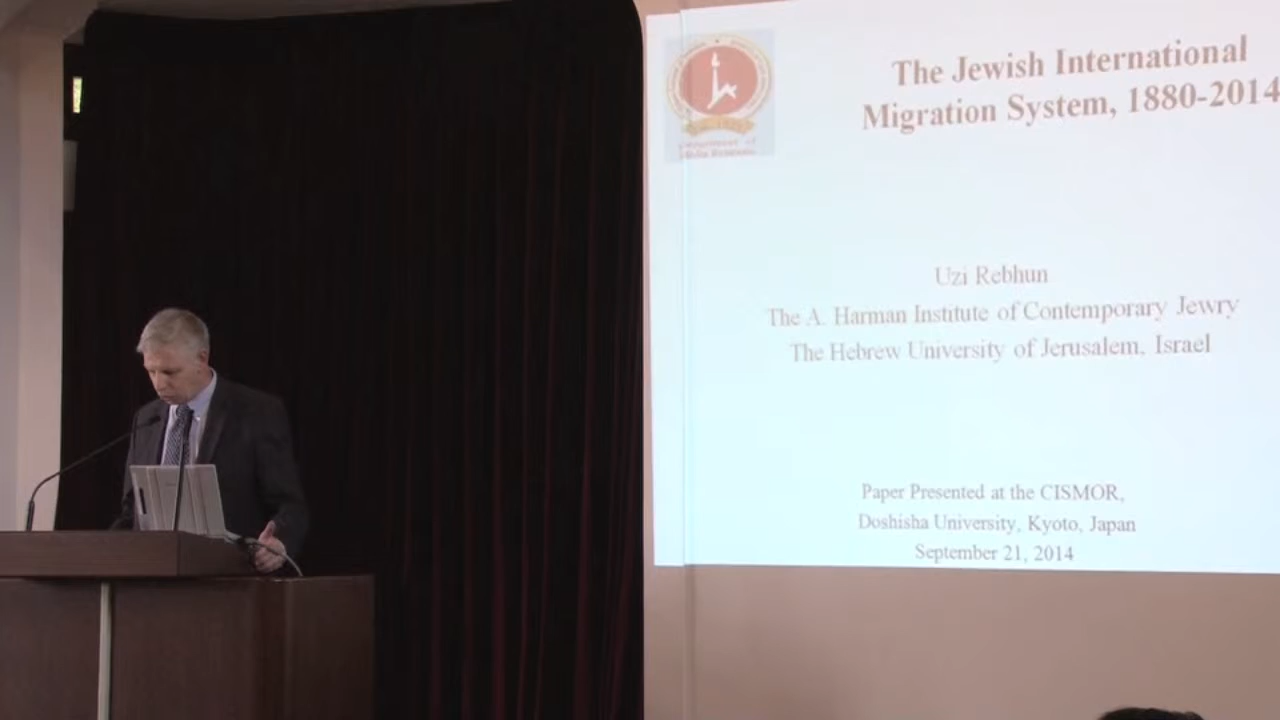 The Jewish International
Migration System, 1880-2014
Uzi Rebhun
The A. Harman Institute of Contemporary Jewry
The Hebrew University of Jerusalem, Israel
Paper Presented at the CISMOR,
Doshisha University, Kyoto, Japan
September 21, 2014